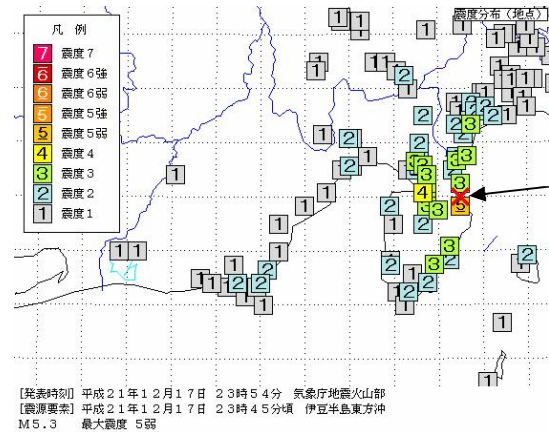 震度分布（地点）
凡 例
7 震度7
6 震度6強
6 震度6弱
5 震度5強
5 震度5弱
4 震度4
3 震度3
2 震度2
1 震度1
[発表時刻] 平成21年12月17日 23時54分 気象庁地震火山部
[震源要素] 平成21年12月17日 23時45分頃 伊豆半島東方沖
M5.3 最大震度 5弱